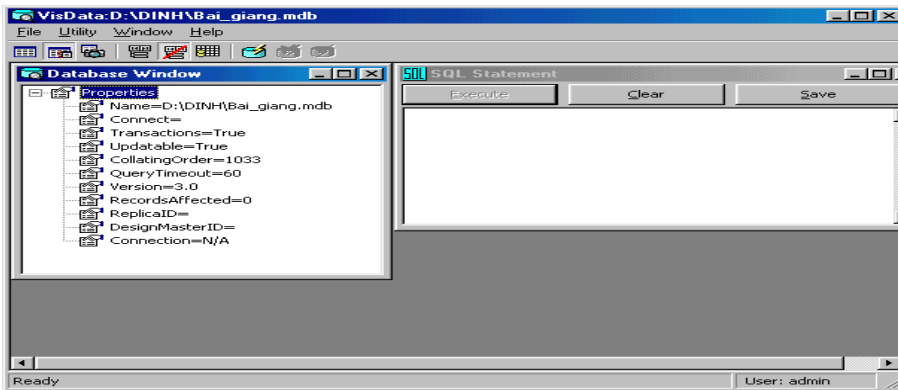 VisData:D:\DINH\Bai_giang.mdb
File Utility Window Help
Database Window
Properties
Name=D:\DINH\Bai_giang.mdb
Connect=
Transactions=True
Updatable=True
CollatingOrder=1033
QueryTimeout=60
Version=3.0
RecordsAffected=0
ReplicaID=
DesignMasterID=
Connection=N/A
SQL SQL Statement
Execute Clear Save
Ready User: admin